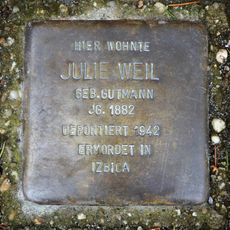 HIER WOHNTE
JULIE WEIL
GEB. GUTMANN
JG. 1882
DEPORTIERT 1942
ERMORDET IN
IZBICA